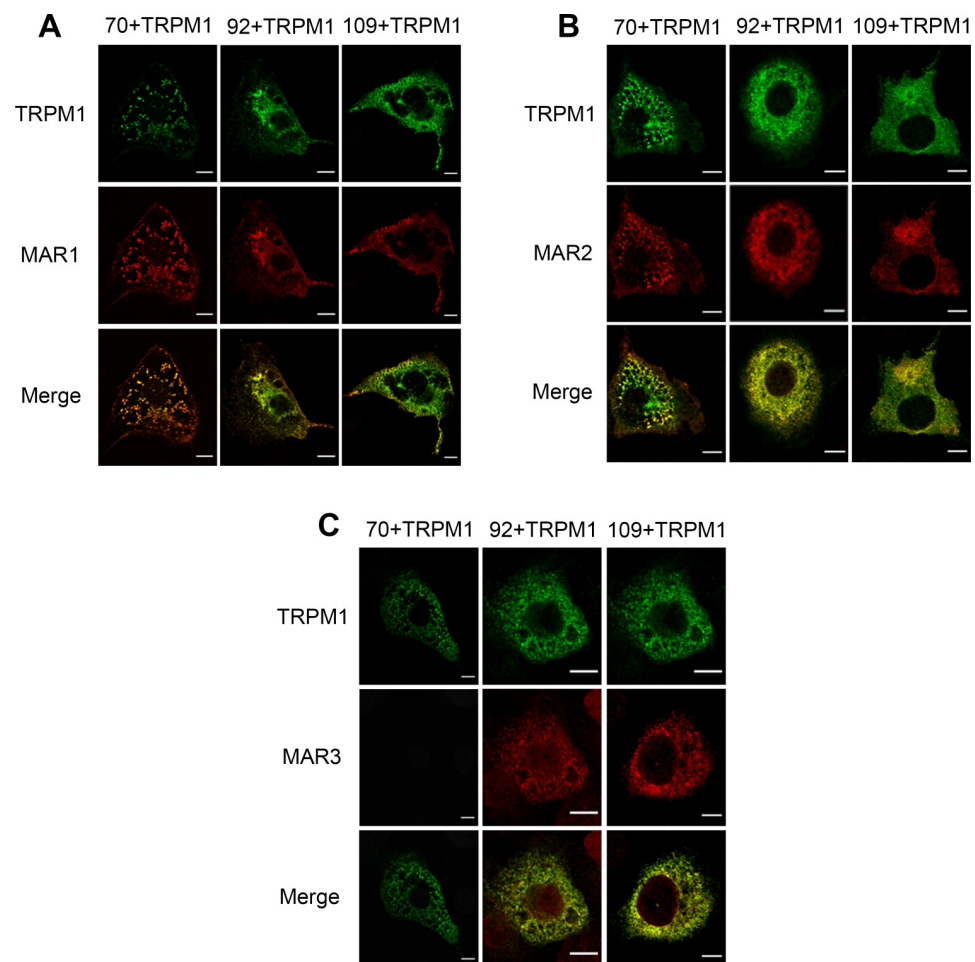 A
70+TRPM1 92+TRPM1 109+TRPM1
TRPM1
MAR1
Merge
B
70+TRPM1 92+TRPM1 109+TRPM1
TRPM1
MAR2
Merge
C
70+TRPM1 92+TRPM1 109+TRPM1
TRPM1
MAR3
Merge